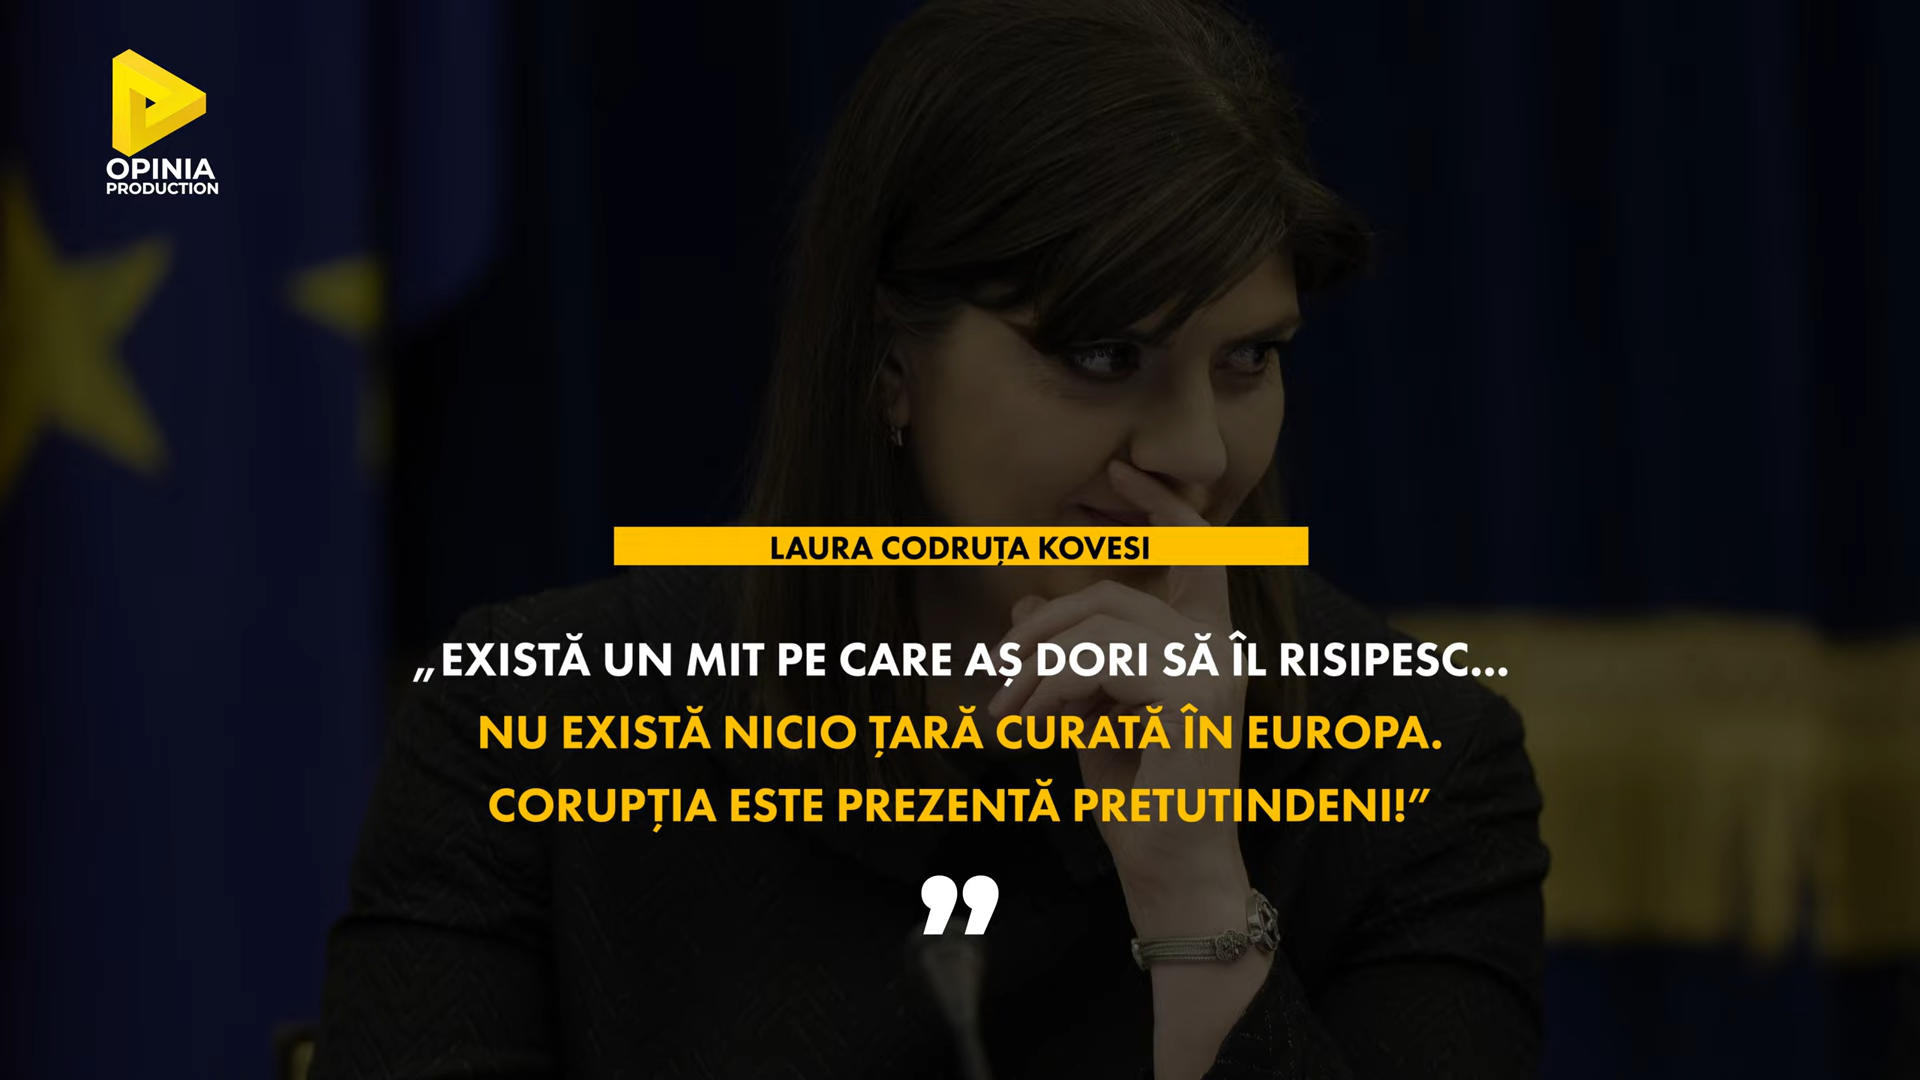 OPINIA
PRODUCTION
LAURA CODRUȚA KOVESI
„EXISTĂ UN MIT PE CARE AȘ DORI SĂ ÎL RISIPESC...
NU EXISTĂ NICIO ȚARĂ CURATĂ ÎN EUROPA.
CORUPȚIA ESTE PREZENTĂ PRETUTINDENI!”
”